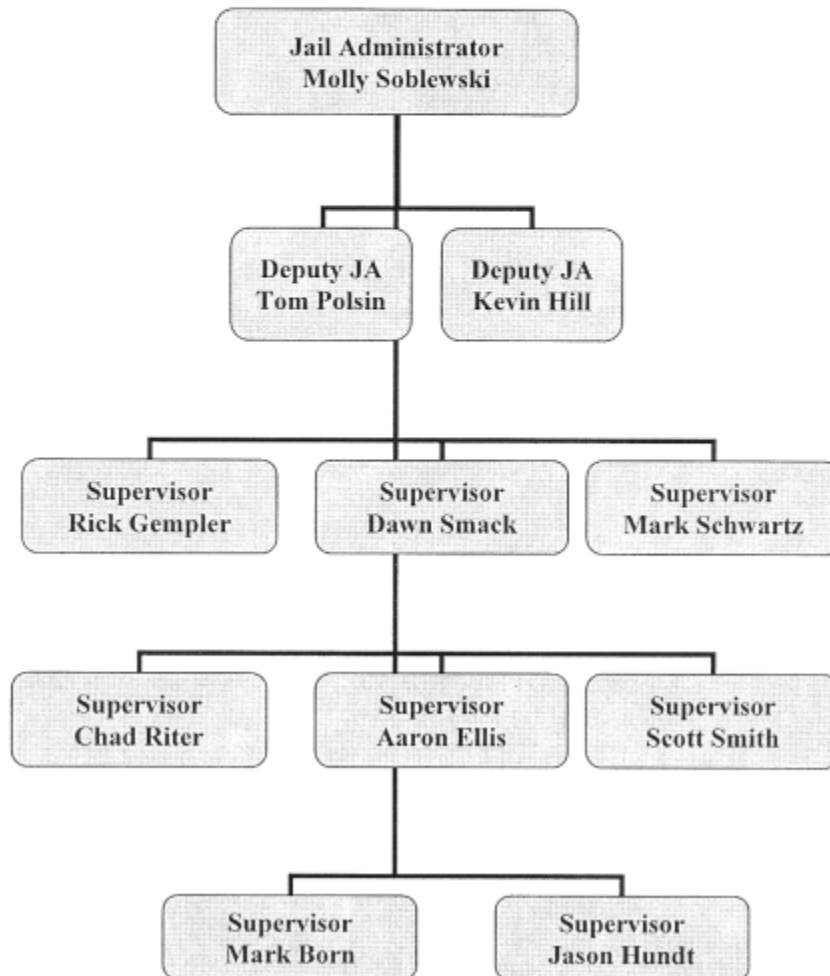 Jail Administrator
Molly Soblewski
Deputy JA
Tom Polsin
Deputy JA
Kevin Hill
Supervisor
Rick Gempler
Supervisor
Dawn Smack
Supervisor
Mark Schwartz
Supervisor
Chad Riter
Supervisor
Aaron Ellis
Supervisor
Scott Smith
Supervisor
Mark Born
Supervisor
Jason Hundt